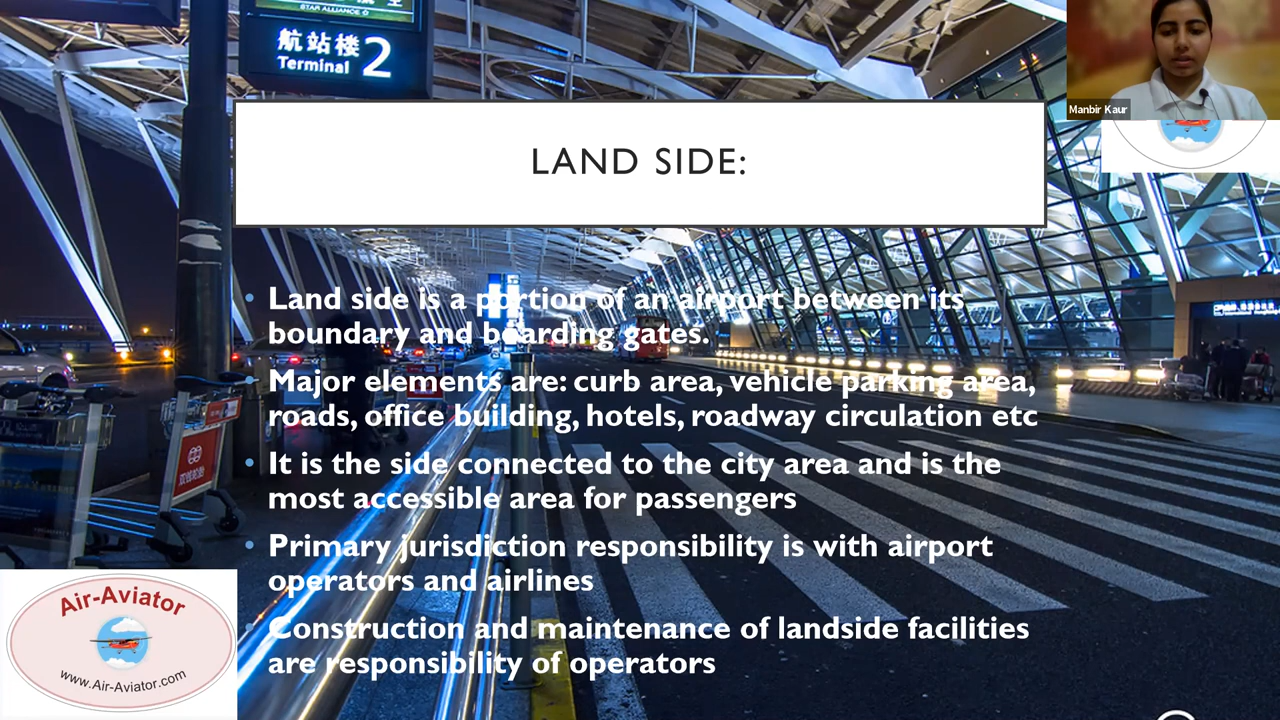 STAR ALLIANCE
航站楼 2
Terminal
Manbir Kaur
LAND SIDE:
• Land side is a portion of an airport between its
boundary and boarding gates.
• Major elements are: curb area, vehicle parking area,
roads, office building, hotels, roadway circulation etc
• It is the side connected to the city area and is the
most accessible area for passengers
• Primary jurisdiction responsibility is with airport
operators and airlines
• Construction and maintenance of landside facilities
are responsibility of operators
Air-Aviator
www.Air-Aviator.com